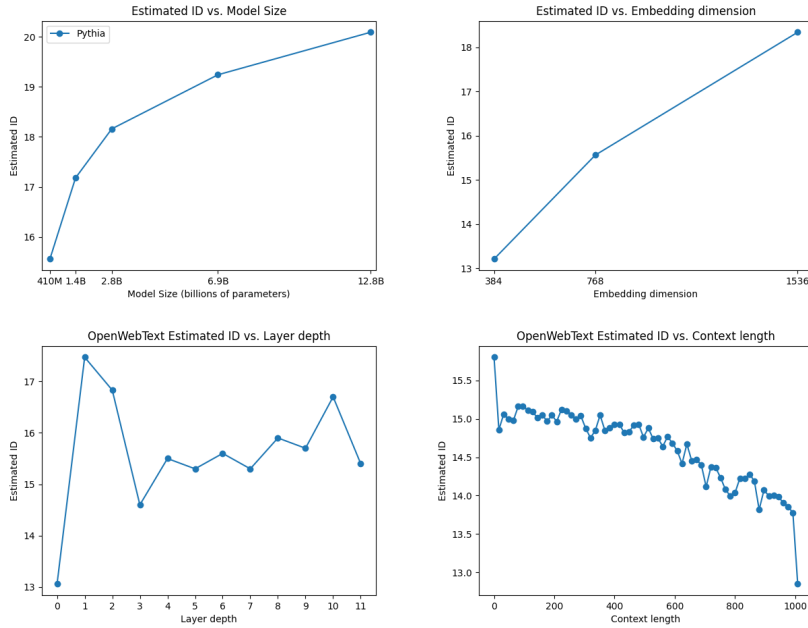 Estimated ID vs. Model Size
Pythia
20
19
18
17
16
Estimated ID
410M 1.4B 2.8B 6.9B 12.8B
Model Size (billions of parameters)
Estimated ID vs. Embedding dimension
18
17
16
15
14
13
Estimated ID
384 768 1536
Embedding dimension
OpenWebText Estimated ID vs. Layer depth
17
16
15
14
13
Estimated ID
0 1 2 3 4 5 6 7 8 9 10 11
Layer depth
OpenWebText Estimated ID vs. Context length
15.5
15.0
14.5
14.0
13.5
13.0
Estimated ID
0 200 400 600 800 1000
Context length